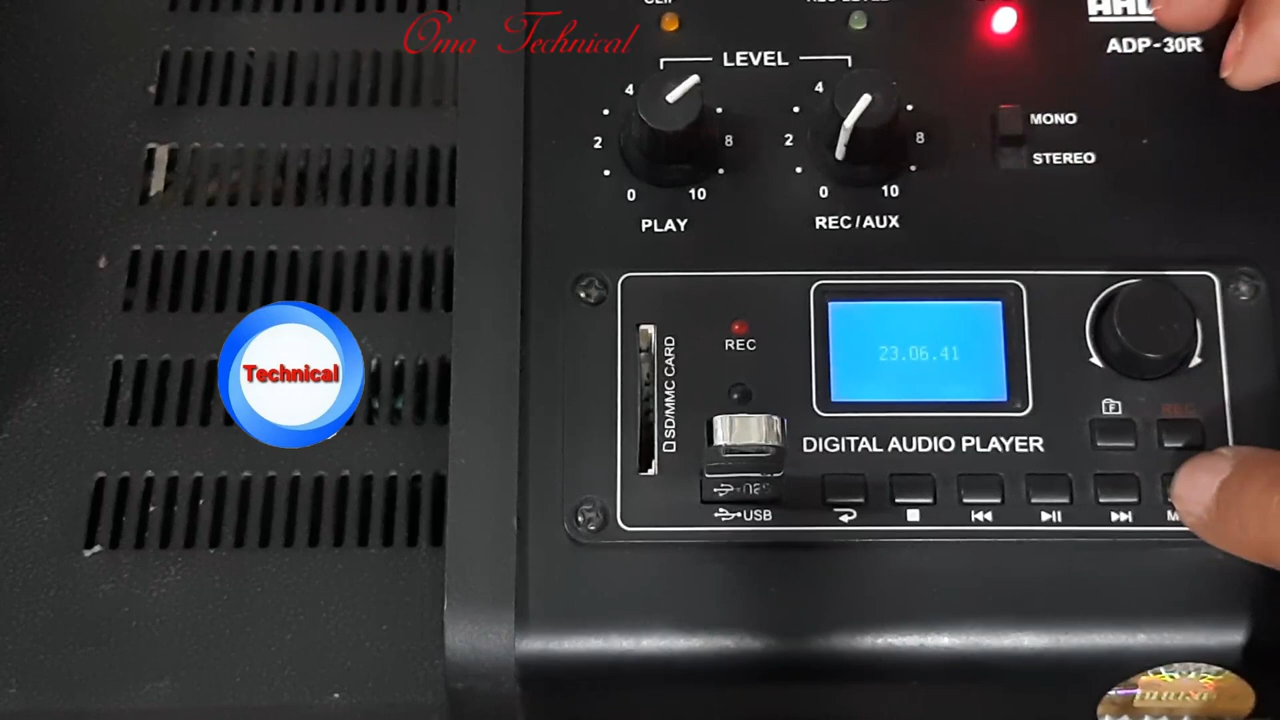 Oma Technical
ADP-30R
LEVEL
4
4
MONO
2
8
2
8
STEREO
0
10
0
10
PLAY
REC/AUX
Technical
SD/MMC CARD
REC
23.06.41
F
REC
DIGITAL AUDIO PLAYER
USB